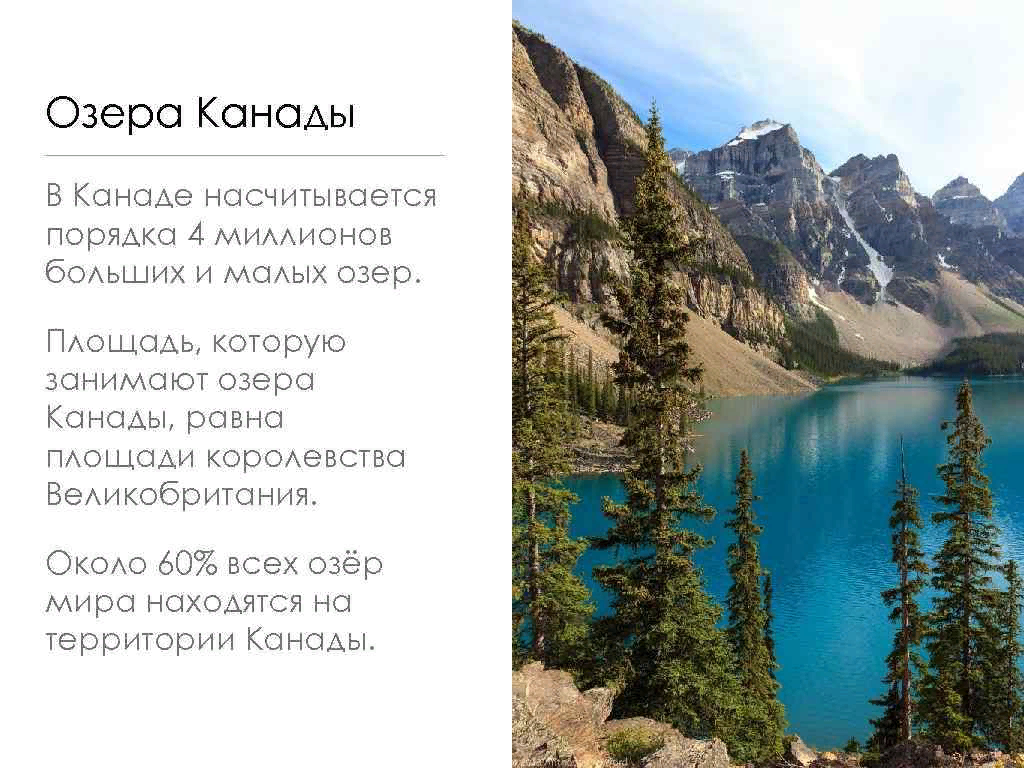 Озера Канады
В Канаде насчитывается
порядка 4 миллионов
больших и малых озер.
Площадь, которую
занимают озера
Канады, равна
площади королевства
Великобритания.
Около 60% всех озёр
мира находятся на
территории Канады.